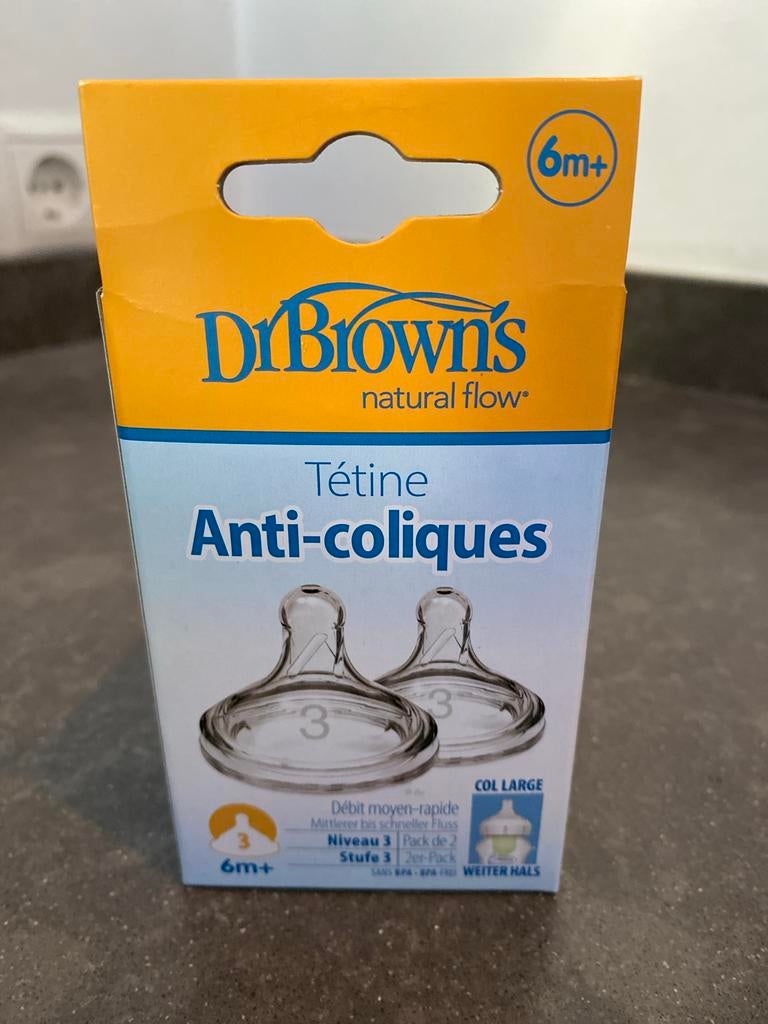 6m+
DrBrown's
natural flow®
Tétine
Anti-coliques
3
3
COL LARGE
Débit moyen-rapide
Mittlerer bis schneller Fluss
3
Niveau 3 Pack de 2
Stufe 3 2er-Pack
6m+
SANS BPA - BPA-FREI
WEITER HALS